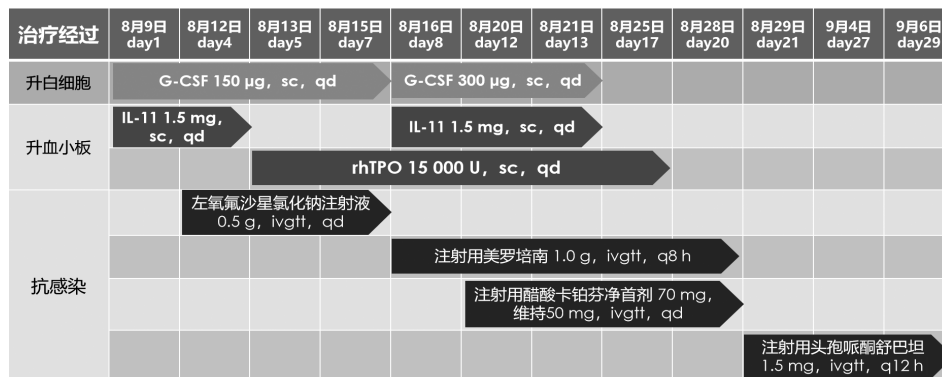 治疗经过
8月9日 day1
8月12日 day4
8月13日 day5
8月15日 day7
8月16日 day8
8月20日 day12
8月21日 day13
8月25日 day17
8月28日 day20
8月29日 day21
9月4日 day27
9月6日 day29
升白细胞
G-CSF 150 μg，sc，qd
G-CSF 300 μg，sc，qd
升血小板
IL-11 1.5 mg，
sc，qd
IL-11 1.5 mg，sc，qd
rhTPO 15 000 U，sc，qd
抗感染
左氧氟沙星氯化钠注射液
0.5 g，ivgtt，qd
注射用美罗培南 1.0 g，ivgtt，q8 h
注射用醋酸卡铂芬净首剂 70 mg，
维持50 mg，ivgtt，qd
注射用头孢哌酮舒巴坦
1.5 mg，ivgtt，q12 h